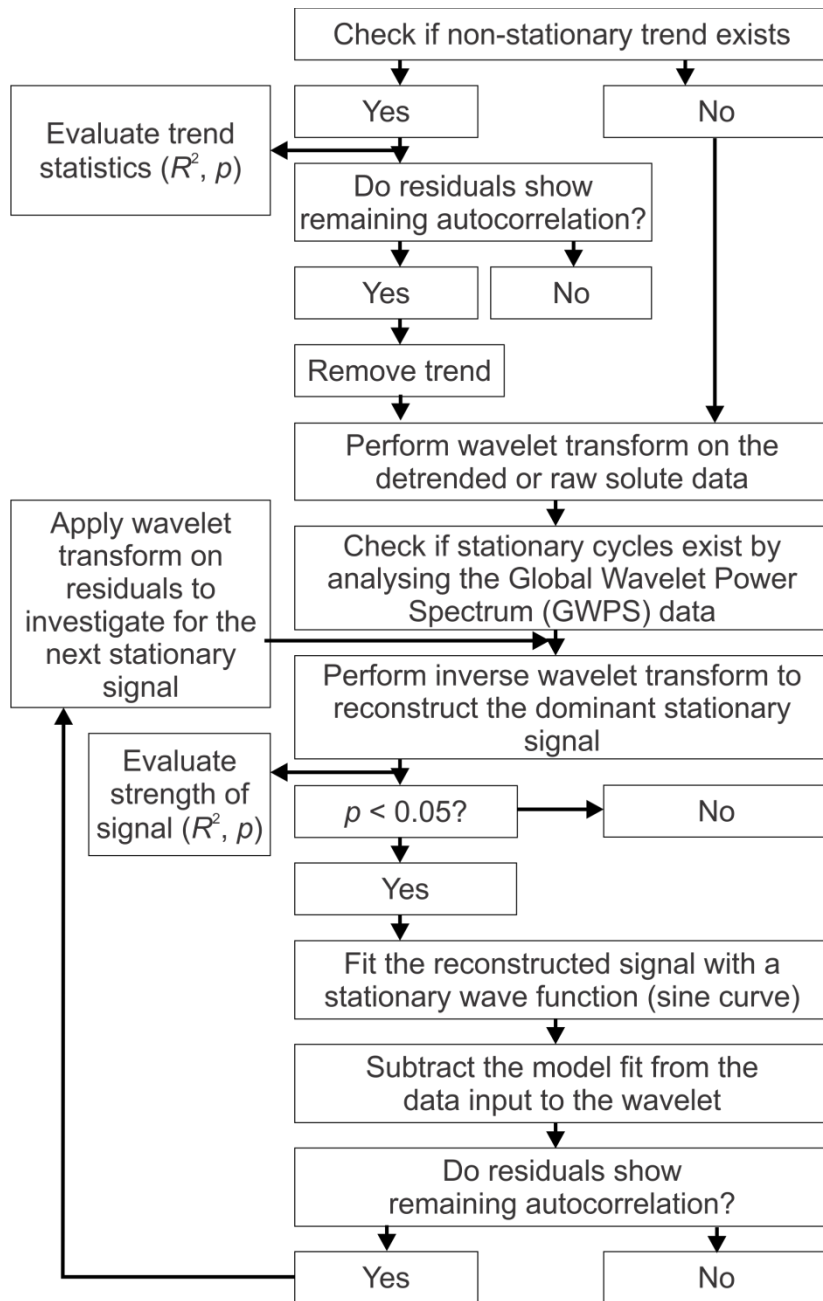 Check if non-stationary trend exists
Yes
No
Evaluate trend
statistics (R², p)
Do residuals show
remaining autocorrelation?
Yes
No
Remove trend
Perform wavelet transform on the
detrended or raw solute data
Apply wavelet
transform on
residuals to
investigate for the
next stationary
signal
Check if stationary cycles exist by
analysing the Global Wavelet Power
Spectrum (GWPS) data
Perform inverse wavelet transform to
reconstruct the dominant stationary
signal
Evaluate
strength of
signal (R², p)
p < 0.05?
No
Yes
Fit the reconstructed signal with a
stationary wave function (sine curve)
Subtract the model fit from the
data input to the wavelet
Do residuals show
remaining autocorrelation?
Yes
No